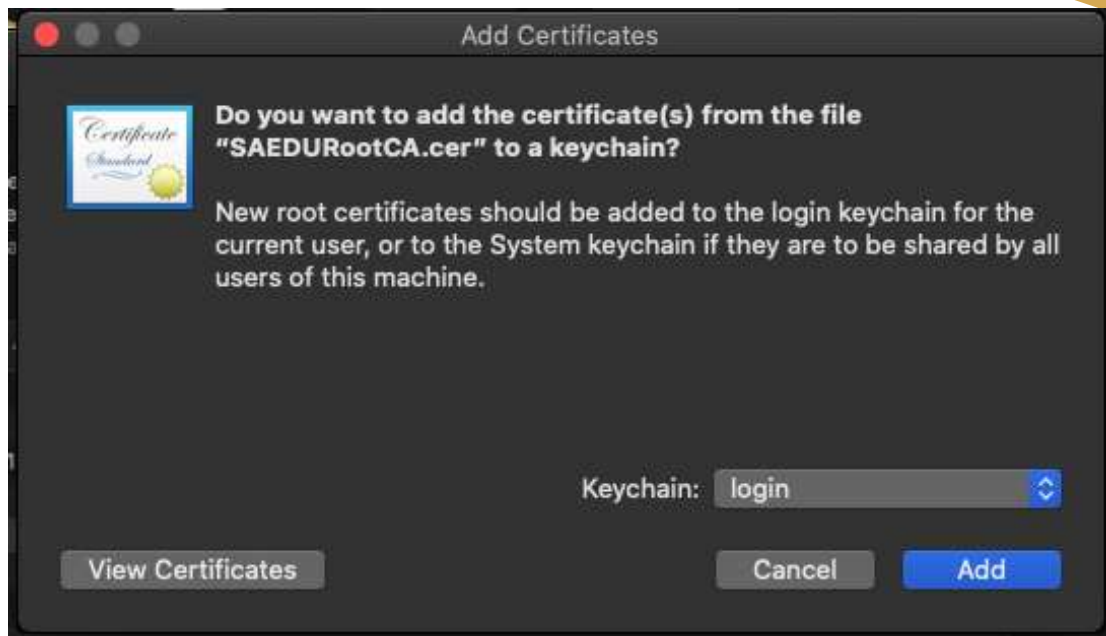 Add Certificates
Certificate
Standard
Do you want to add the certificate(s) from the file
"SAEDURootCA.cer" to a keychain?
New root certificates should be added to the login keychain for the
current user, or to the System keychain if they are to be shared by all
users of this machine.
Keychain: login
View Certificates Cancel Add